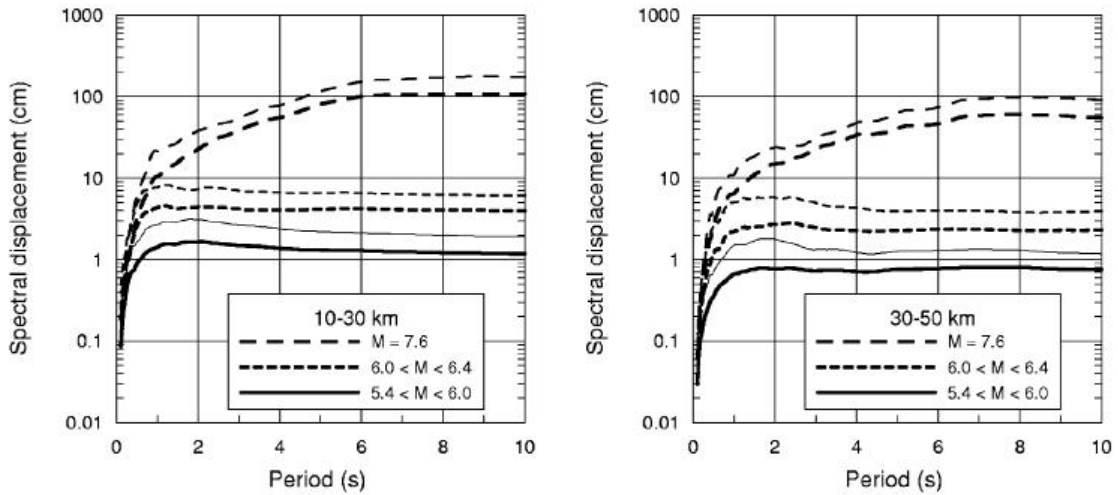 1000
100
10
1
0.1
0.01
Spectral displacement (cm)
10-30 km
M = 7.6
6.0 < M < 6.4
5.4 < M < 6.0
0 2 4 6 8 10
Period (s)
1000
100
10
1
0.1
0.01
Spectral displacement (cm)
30-50 km
M = 7.6
6.0 < M < 6.4
5.4 < M < 6.0
0 2 4 6 8 10
Period (s)